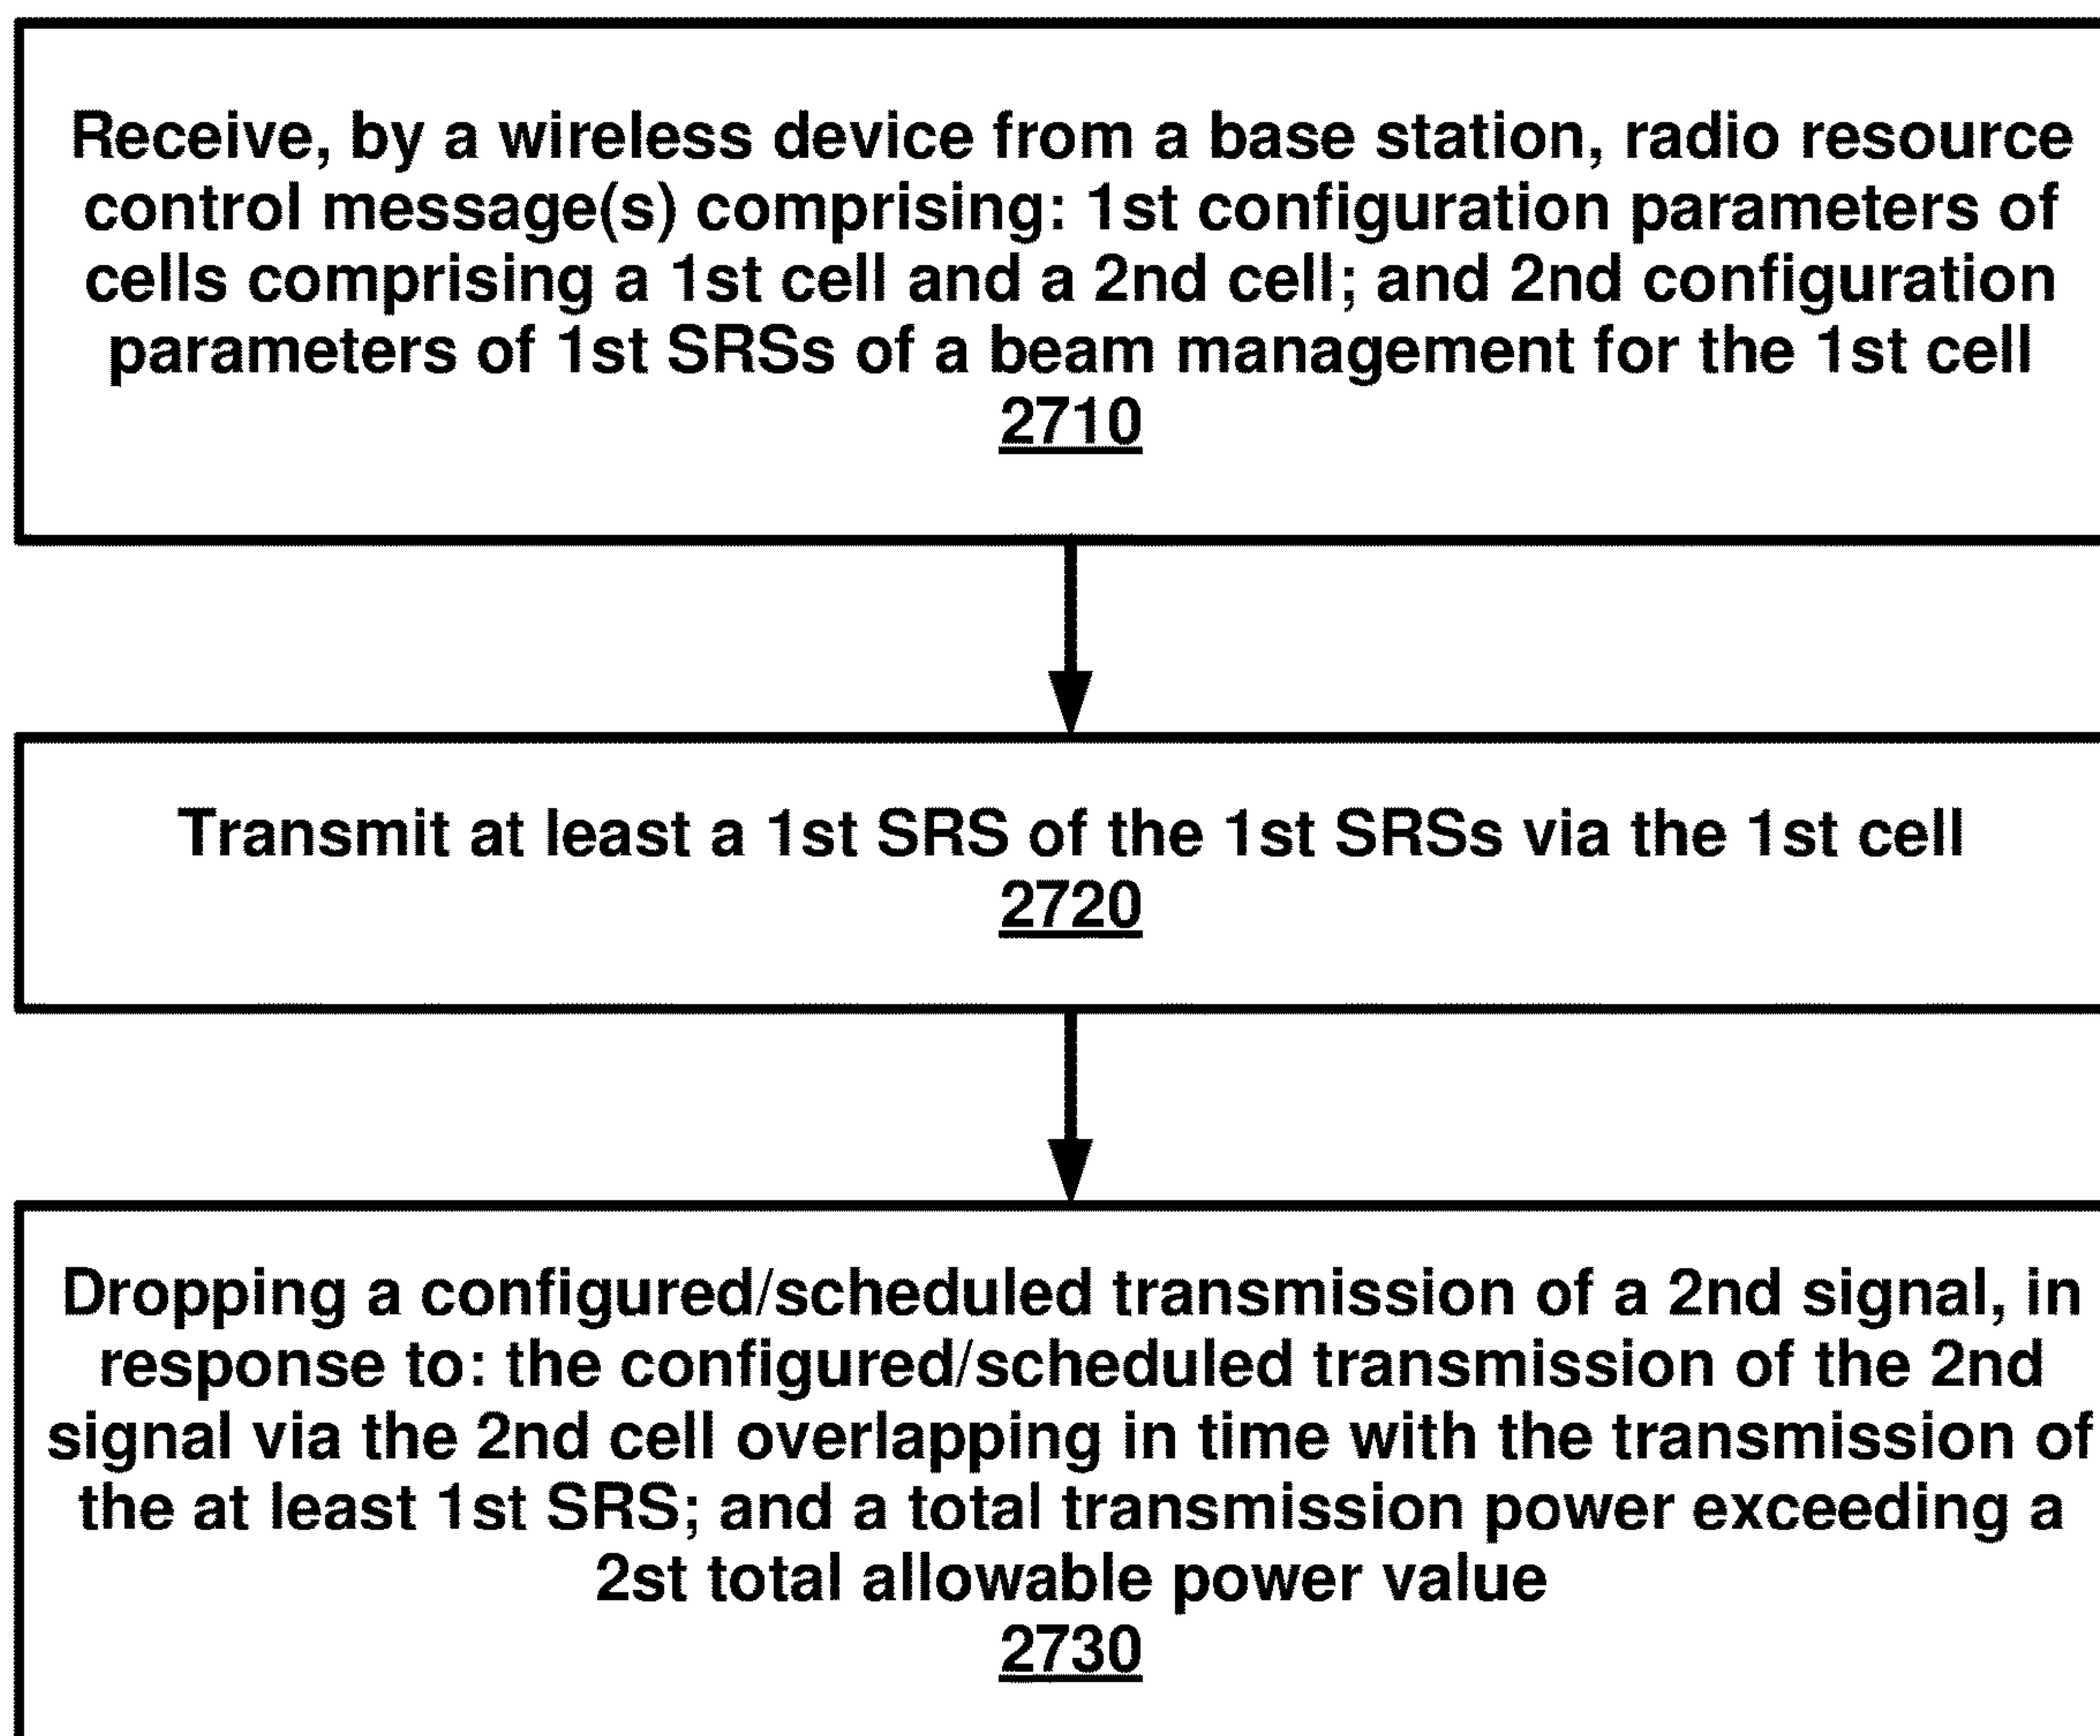 Receive, by a wireless device from a base station, radio resource
control message(s) comprising: 1st configuration parameters of
cells comprising a 1st cell and a 2nd cell; and 2nd configuration
parameters of 1st SRSs of a beam management for the 1st cell
2710
Transmit at least a 1st SRS of the 1st SRSs via the 1st cell
2720
Dropping a configured/scheduled transmission of a 2nd signal, in
response to: the configured/scheduled transmission of the 2nd
signal via the 2nd cell overlapping in time with the transmission of
the at least 1st SRS; and a total transmission power exceeding a
2st total allowable power value
2730